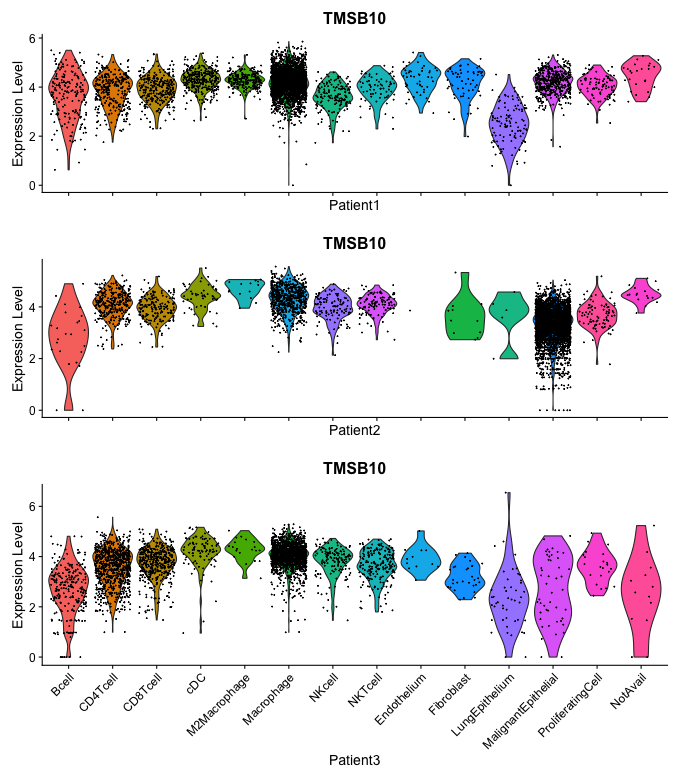 TMSB10
Expression Level
6
4
2
0
Patient1
TMSB10
Expression Level
4
2
0
Patient2
TMSB10
Expression Level
6
4
2
0
Bcell
CD4Tcell
CD8Tcell
cDC
M2Macrophage
Macrophage
NKcell
NKTcell
Endothelium
Fibroblast
LungEpithelium
MalignantEpithelial
ProliferatingCell
NotAvail
Patient3